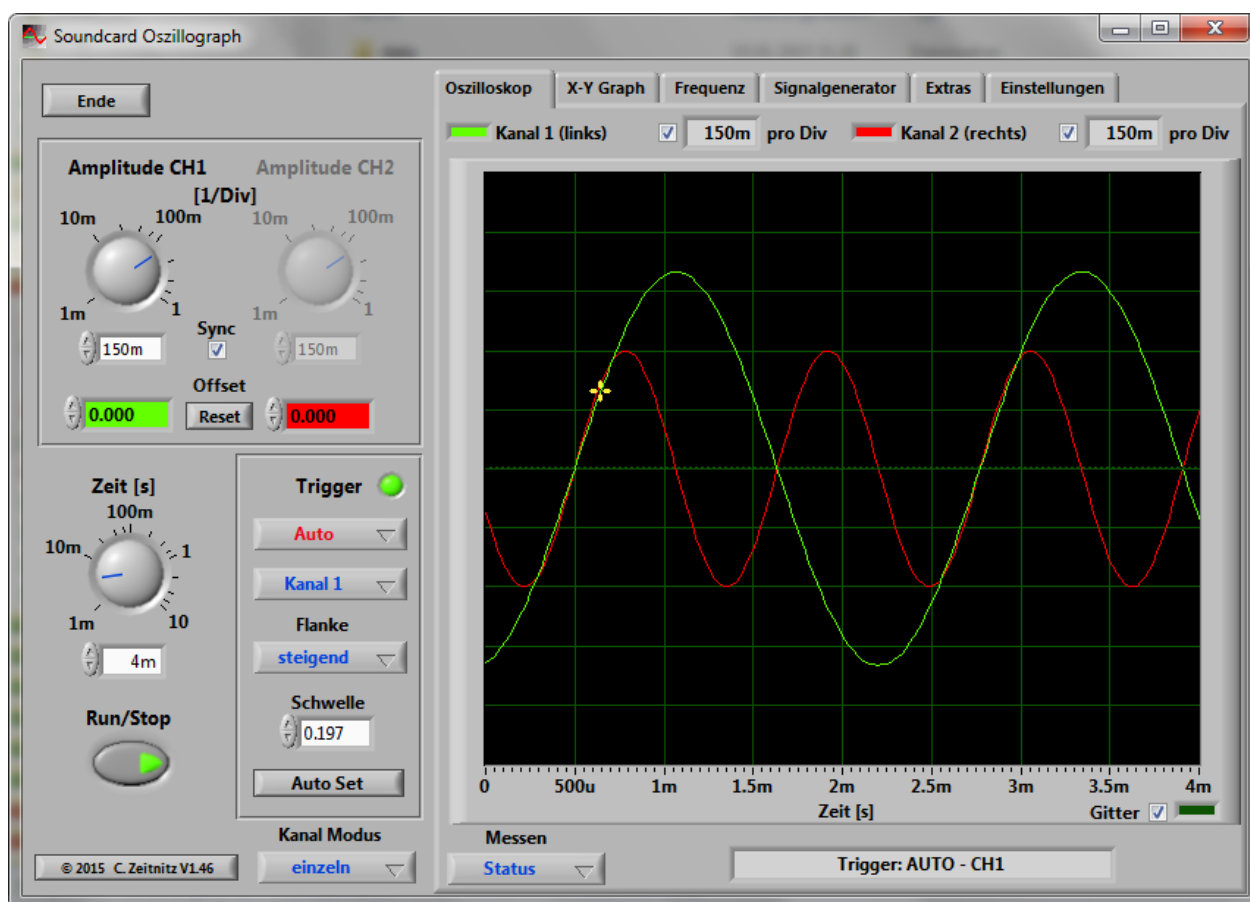 Soundcard Oszillograph
Ende
Amplitude CH1 Amplitude CH2
[1/Div]
10m 100m 10m 100m
1m 1 1m 1
Sync
150m 150m
Offset
0.000 Reset 0.000
Zeit [s]
100m
10m 1
1m 10
4m
Run/Stop
Trigger
Auto
Kanal 1
Flanke
steigend
Schwelle
0.197
Auto Set
Kanal Modus
einzeln
© 2015 C. Zeitnitz V1.46
Oszilloskop X-Y Graph Frequenz Signalgenerator Extras Einstellungen
Kanal 1 (links) 150m pro Div Kanal 2 (rechts) 150m pro Div
0 500u 1m 1.5m 2m 2.5m 3m 3.5m 4m
Zeit [s]
Gitter
Messen
Status
Trigger: AUTO - CH1